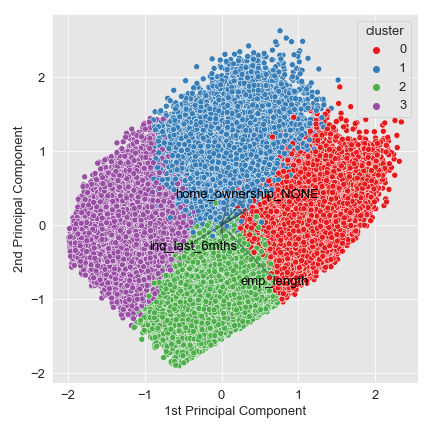 cluster
0
1
2
3
2
1
0
−1
−2
home_ownership_NONE
inq_last_6mths
emp_length
−2 −1 0 1 2
1st Principal Component
2nd Principal Component